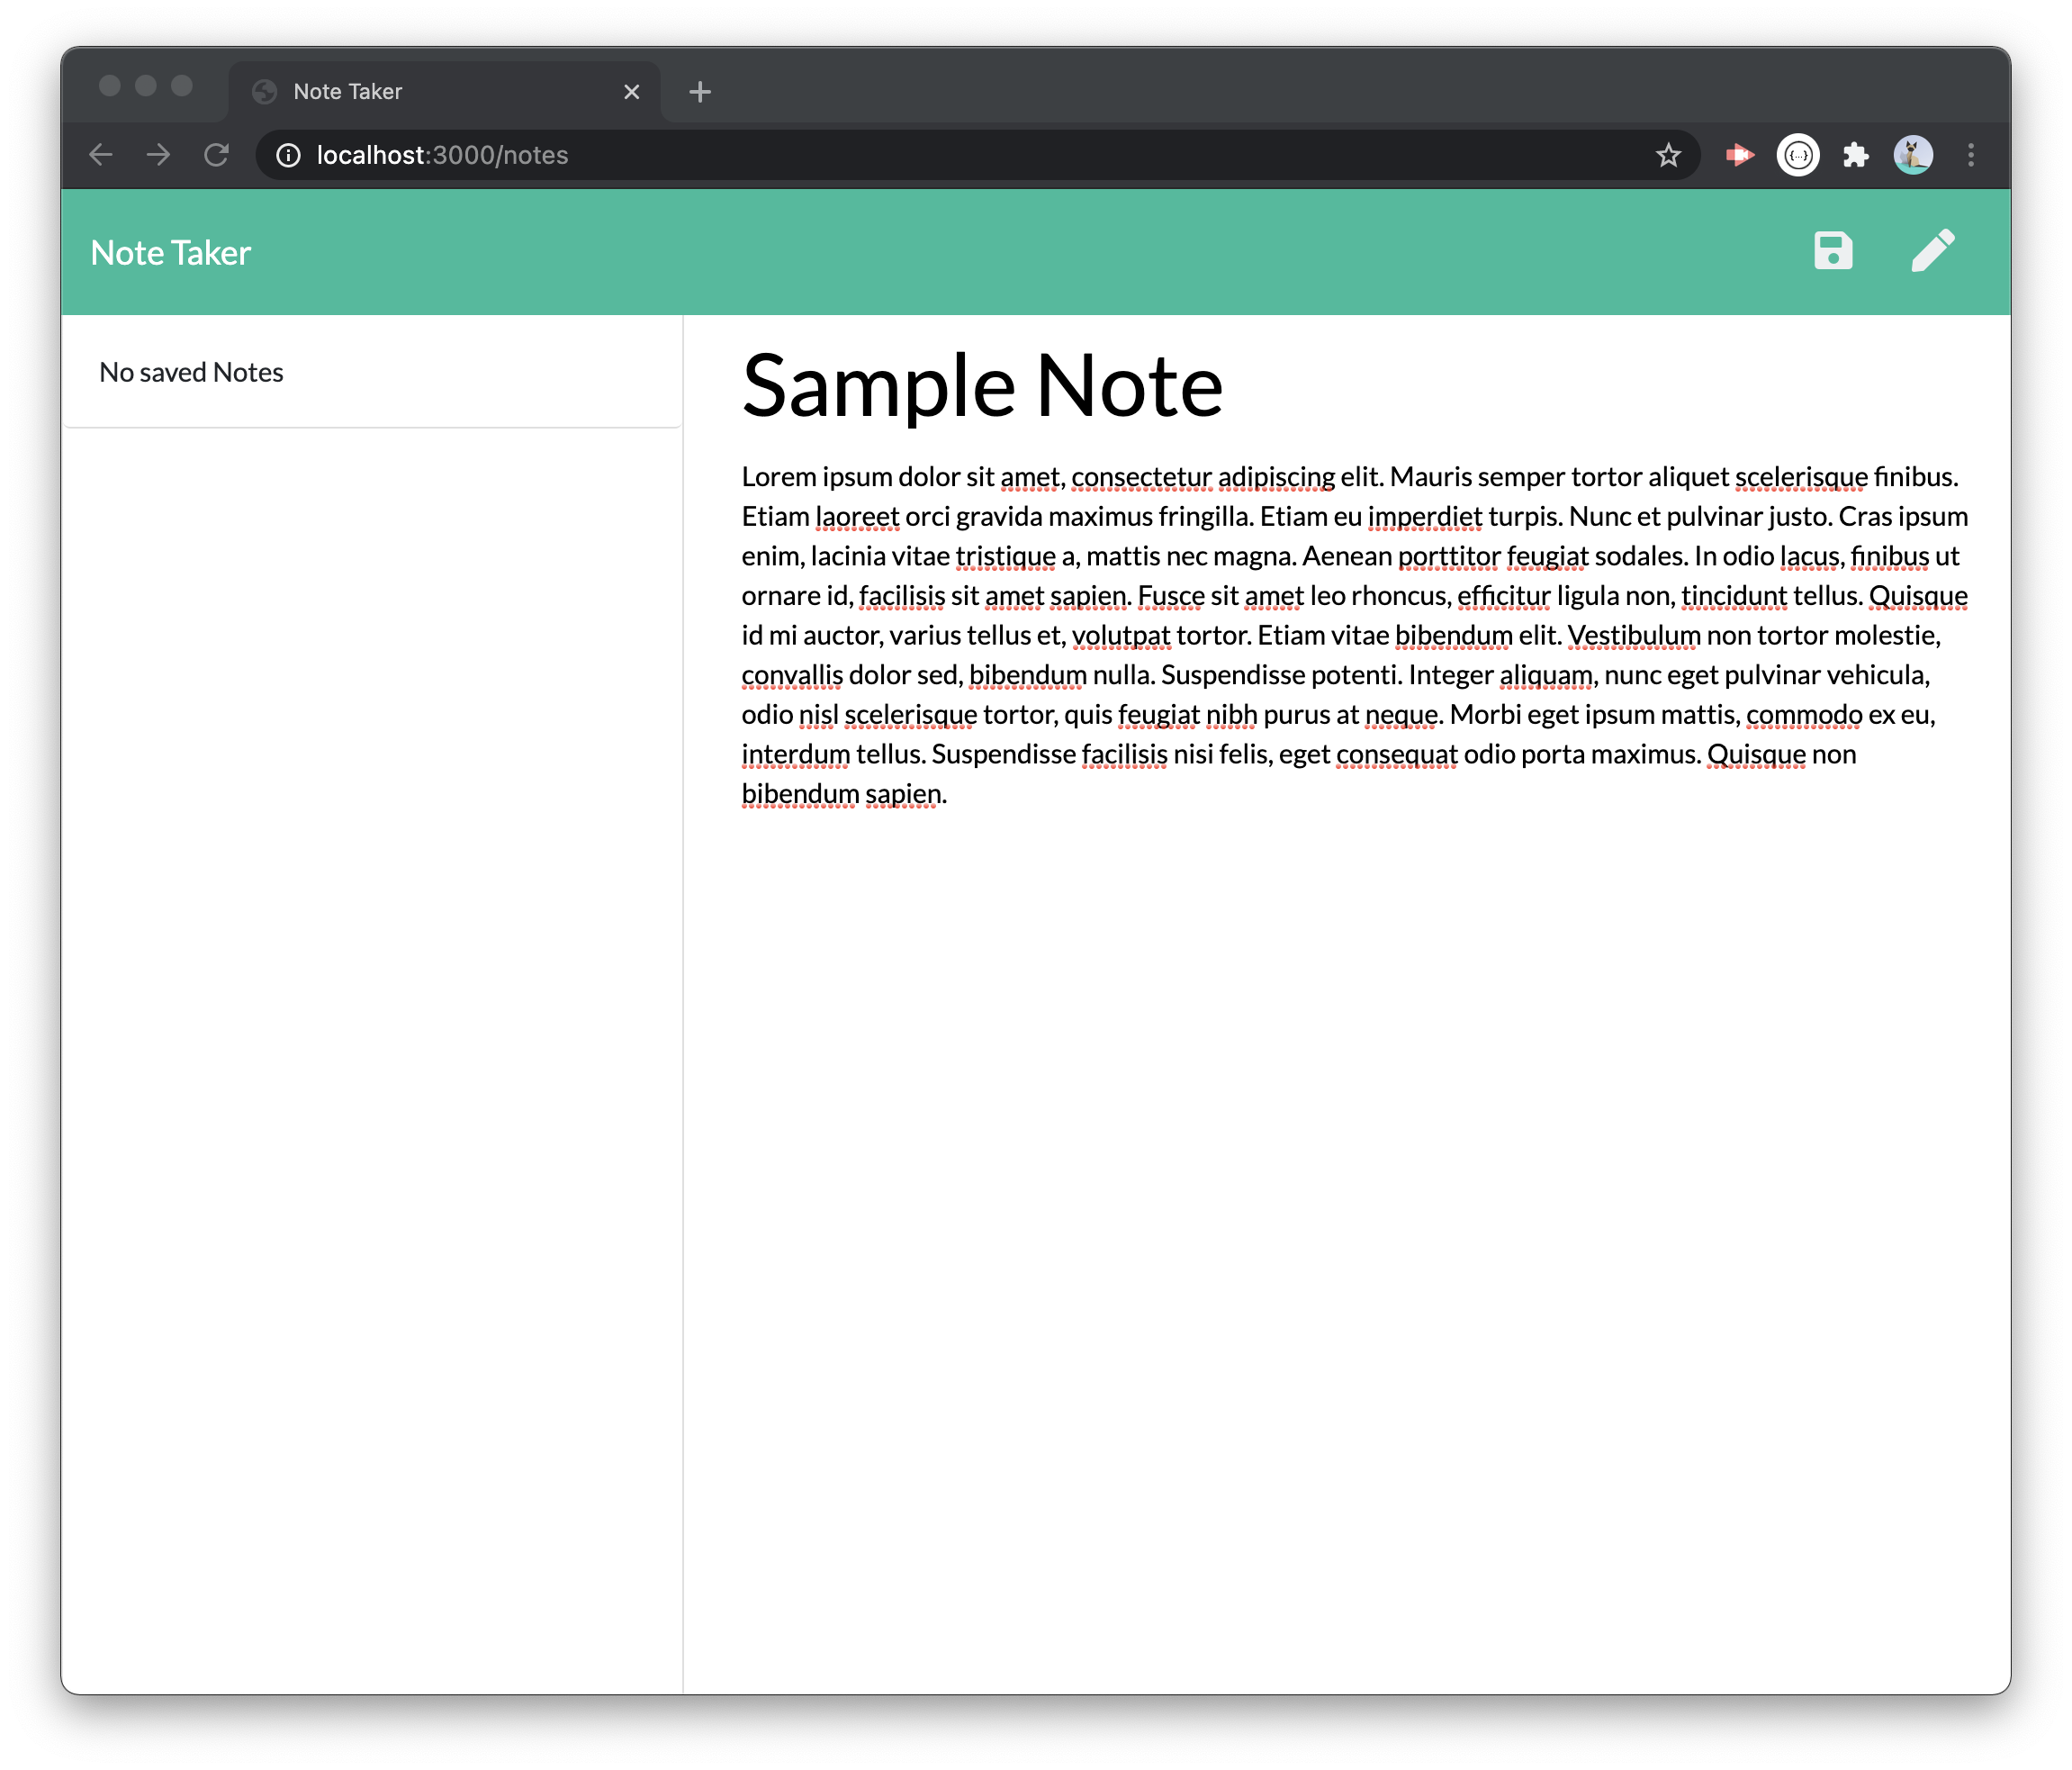 Note Taker
localhost:3000/notes
{...}
Note Taker
No saved Notes
Sample Note
Lorem ipsum dolor sit amet, consectetur adipiscing elit. Mauris semper tortor aliquet scelerisque finibus.
Etiam laoreet orci gravida maximus fringilla. Etiam eu imperdiet turpis. Nunc et pulvinar justo. Cras ipsum
enim, lacinia vitae tristique a, mattis nec magna. Aenean porttitor feugiat sodales. In odio lacus, finibus ut
ornare id, facilisis sit amet sapien. Fusce sit amet leo rhoncus, efficitur ligula non, tincidunt tellus. Quisque
id mi auctor, varius tellus et, volutpat tortor. Etiam vitae bibendum elit. Vestibulum non tortor molestie,
convallis dolor sed, bibendum nulla. Suspendisse potenti. Integer aliquam, nunc eget pulvinar vehicula,
odio nisl scelerisque tortor, quis feugiat nibh purus at neque. Morbi eget ipsum mattis, commodo ex eu,
interdum tellus. Suspendisse facilisis nisi felis, eget consequat odio porta maximus. Quisque non
bibendum sapien.